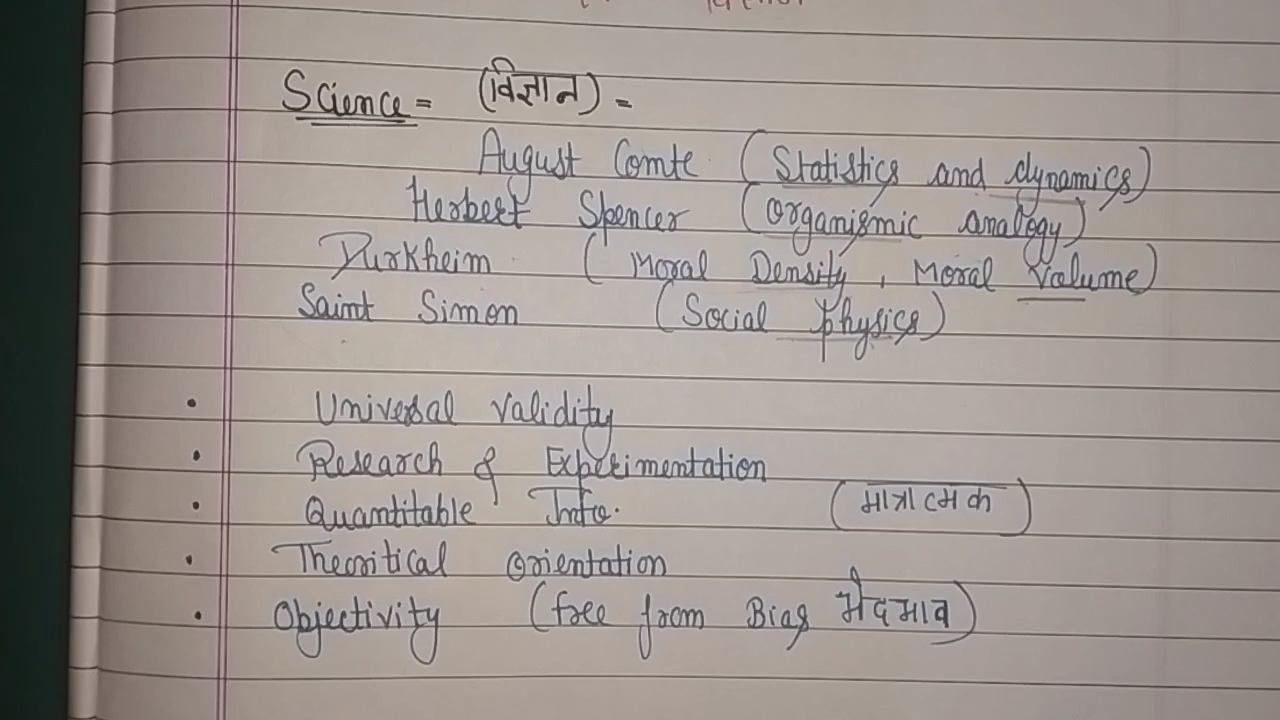 Science = (विज्ञान) =
August Comte (Statistics and dynamics)
Herbert Spencer (Organismic analogy)
Durkheim (Moral Density, Moral Volume)
Saint Simon (Social Physics)
• Universal Validity
• Research & Experimentation
• Quantitable Info. (मात्रात्मक)
• Theoritical Orientation
• Objectivity (free from Bias भेदभाव)